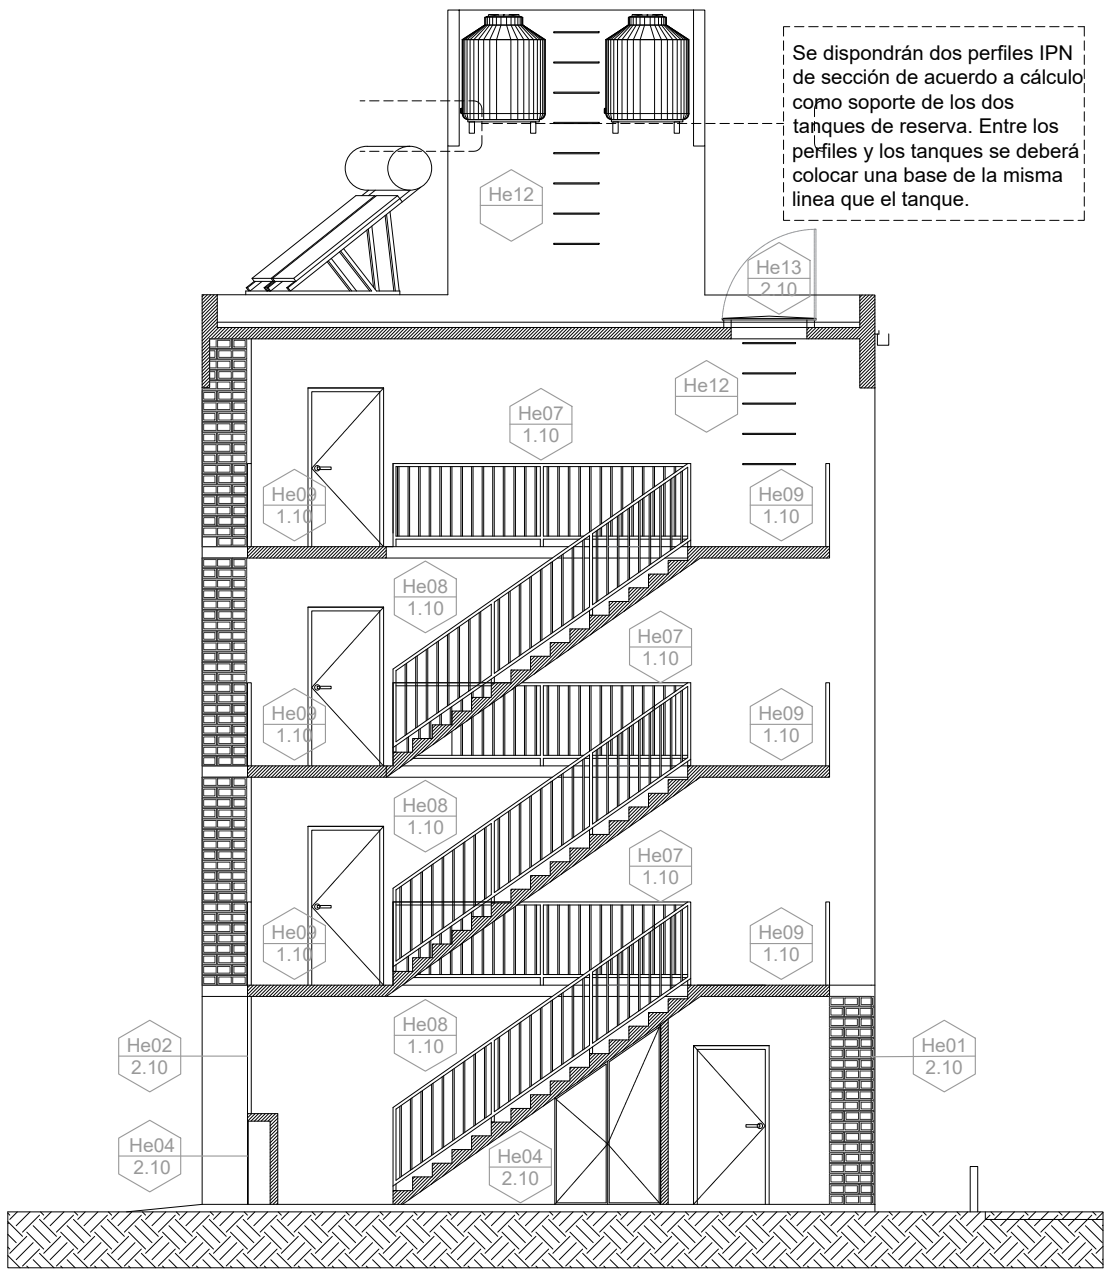 Se dispondrán dos perfiles IPN
de sección de acuerdo a cálculo
como soporte de los dos
tanques de reserva. Entre los
perfiles y los tanques se deberá
colocar una base de la misma
linea que el tanque.
He12
He13
2.10
He12
He07
1.10
He09
1.10
He09
1.10
He08
1.10
He07
1.10
He09
1.10
He09
1.10
He08
1.10
He07
1.10
He09
1.10
He09
1.10
He08
1.10
He02
2.10
He01
2.10
He04
2.10
He04
2.10